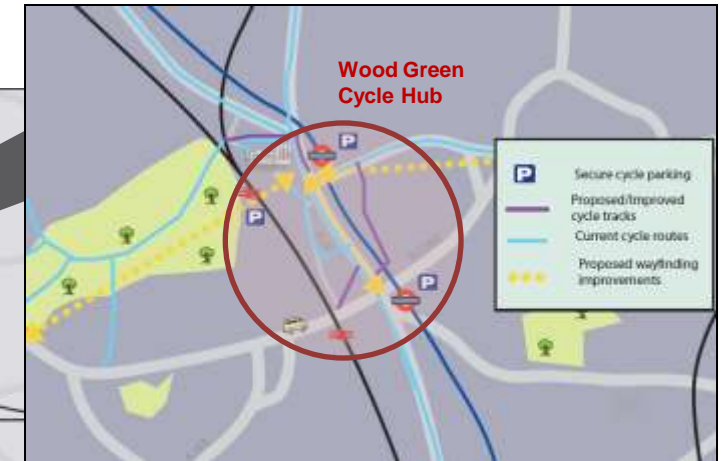 Wood Green
Cycle Hub
P
P
P
P
Secure cycle parking
Proposed/Improved
cycle tracks
Current cycle routes
Proposed wayfinding
improvements